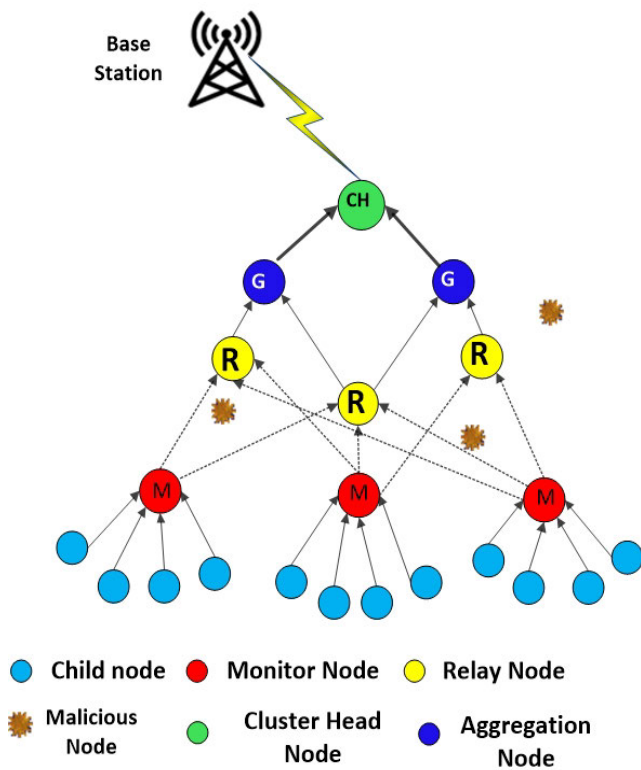 Base
Station
CH
G
G
R
R
R
M
M
M
Child node
Monitor Node
Relay Node
Malicious
Node
Cluster Head
Node
Aggregation
Node